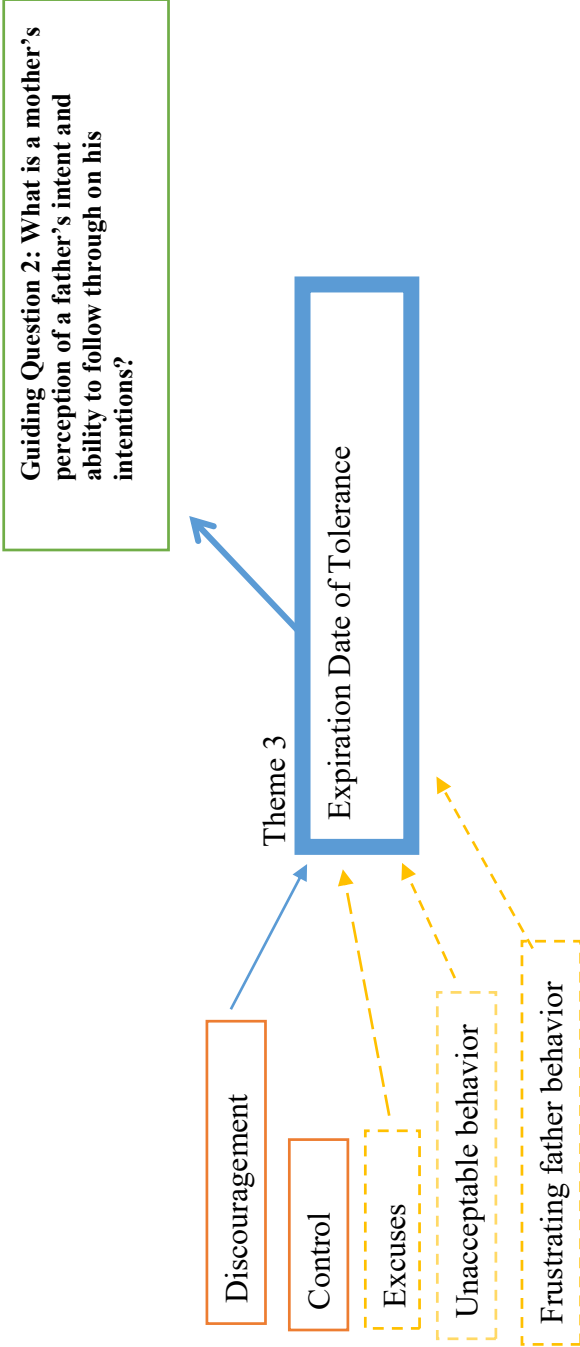 Guiding Question 2: What is a mother’s
perception of a father’s intent and
ability to follow through on his
intentions?
Theme 3
Expiration Date of Tolerance
Discouragement
Control
Excuses
Unacceptable behavior
Frustrating father behavior